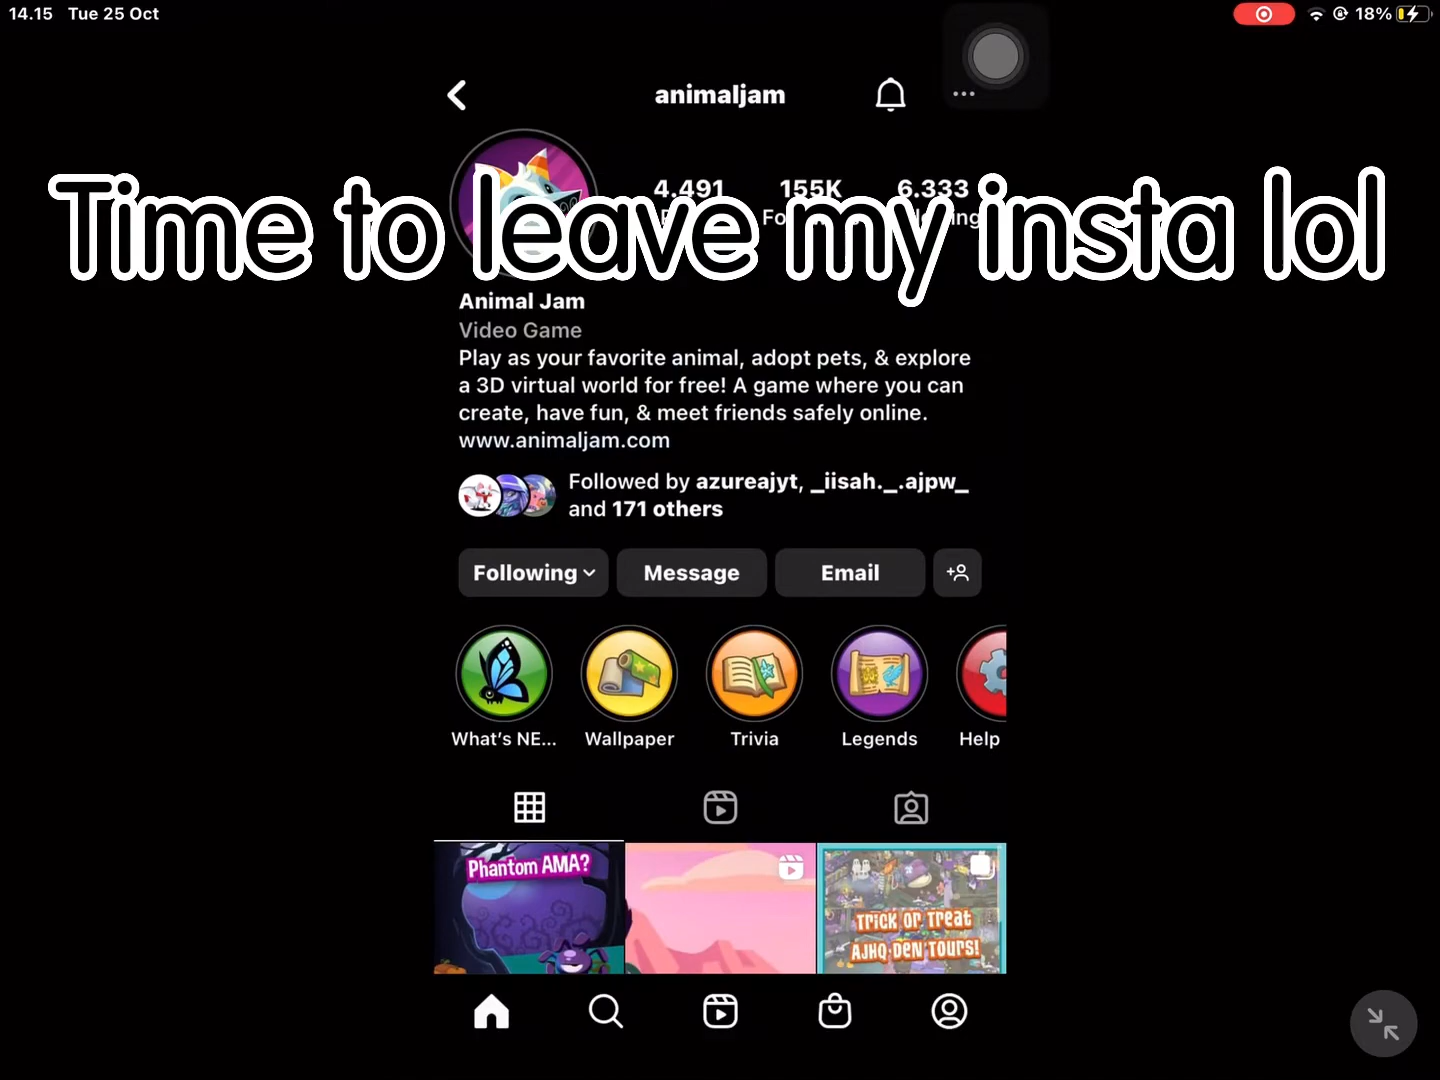 14.15 Tue 25 Oct
18%
animaljam
4.491 155K 6.333
Time to leave my insta lol
Animal Jam
Video Game
Play as your favorite animal, adopt pets, & explore
a 3D virtual world for free! A game where you can
create, have fun, & meet friends safely online.
www.animaljam.com
Followed by azureajyt, _iisah._.ajpw_
and 171 others
Following Message Email
What's NE... Wallpaper Trivia Legends Help
Phantom AMA?
Trick or Treat
AJHQ Den Tours!